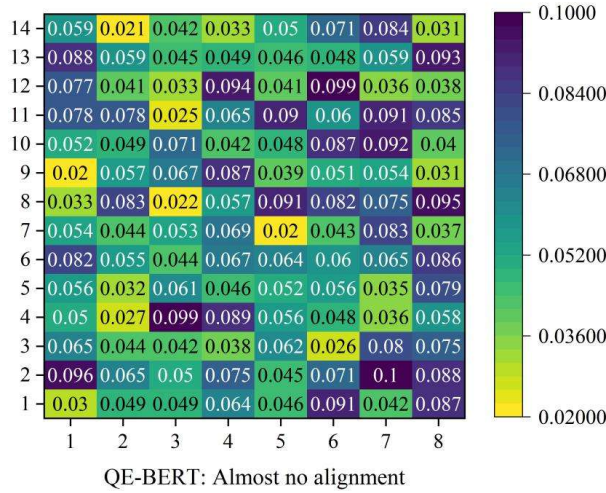 14 0.059 0.021 0.042 0.033 0.05 0.071 0.084 0.031 0.1000
13 0.088 0.059 0.045 0.049 0.046 0.048 0.059 0.093
12 0.077 0.041 0.033 0.094 0.041 0.099 0.036 0.038 0.08400
11 0.078 0.078 0.025 0.065 0.09 0.06 0.091 0.085
10 0.052 0.049 0.071 0.042 0.048 0.087 0.092 0.04
9 0.02 0.057 0.067 0.087 0.039 0.051 0.054 0.031 0.06800
8 0.033 0.083 0.022 0.057 0.091 0.082 0.075 0.095
7 0.054 0.044 0.053 0.069 0.02 0.043 0.083 0.037
6 0.082 0.055 0.044 0.067 0.064 0.06 0.065 0.086 0.05200
5 0.056 0.032 0.061 0.046 0.052 0.056 0.035 0.079
4 0.05 0.027 0.099 0.089 0.056 0.048 0.036 0.058
3 0.065 0.044 0.042 0.038 0.062 0.026 0.08 0.075 0.03600
2 0.096 0.065 0.05 0.075 0.045 0.071 0.1 0.088
1 0.03 0.049 0.049 0.064 0.046 0.091 0.042 0.087 0.02000
1 2 3 4 5 6 7 8
QE-BERT: Almost no alignment